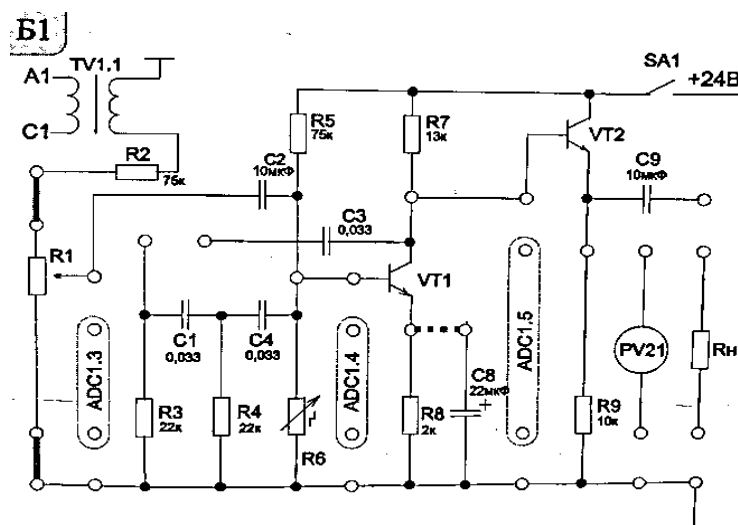 Б1
TV1.1
A1
C1
SA1
+24В
R5
75к
R7
13к
VT2
R2
75к
C2
10мкФ
C9
10мкФ
C3
0,033
R1
VT1
C1
0,033
C4
0,033
ADC1.3
ADC1.4
ADC1.5
PV21
Rн
C8
22мкФ
+
R3
22к
R4
22к
R6
R8
2к
R9
10к